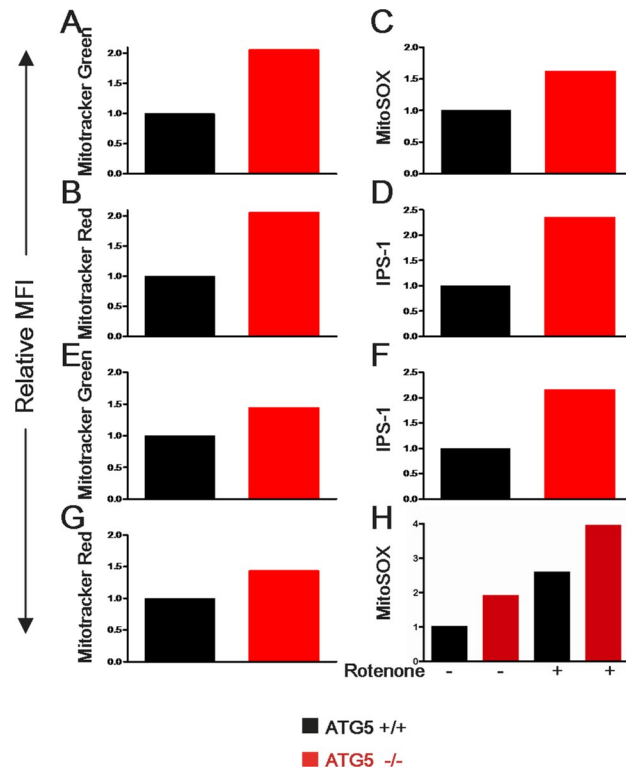 A
Mitotracker Green
2.0
1.5
1.0
0.5
0.0
C
MitoSOX
2.0
1.5
1.0
0.5
0.0
B
Mitotracker Red
2.0
1.5
1.0
0.5
0.0
D
IPS-1
2.5
2.0
1.5
1.0
0.5
0.0
Relative MFI
E
Mitotracker Green
2.0
1.5
1.0
0.5
0.0
F
IPS-1
2.5
2.0
1.5
1.0
0.5
0.0
G
Mitotracker Red
2.0
1.5
1.0
0.5
0.0
H
MitoSOX
4
3
2
1
0
Rotenone - - + +
ATG5 +/+
ATG5 -/-